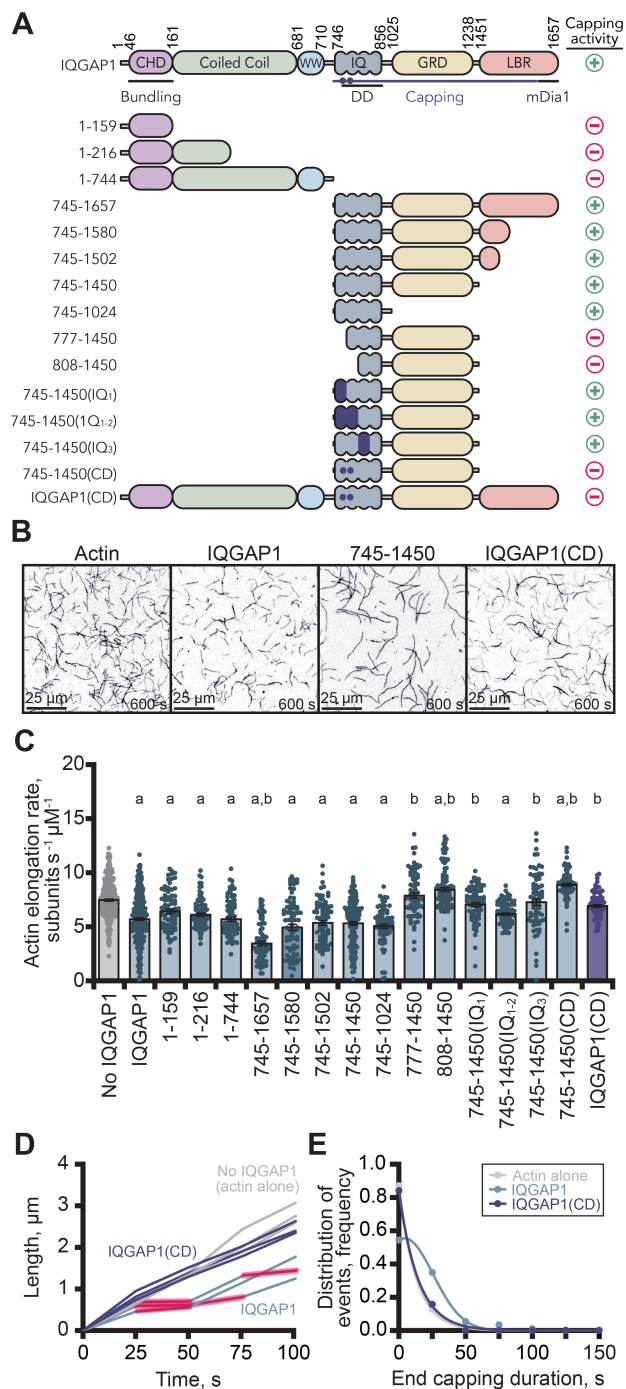 A
1
46
161
681
710
746
856
1025
1238
1451
1657
Capping
activity
IQGAP1
CHD
Coiled Coil
WW
IQ
GRD
LBR
+
Bundling
DD
Capping
mDia1
1-159
−
1-216
−
1-744
−
745-1657
+
745-1580
+
745-1502
+
745-1450
+
745-1024
+
777-1450
−
808-1450
−
745-1450(IQ₁)
+
745-1450(1Q₁₋₂)
+
745-1450(IQ₃)
+
745-1450(CD)
−
IQGAP1(CD)
−
B
Actin IQGAP1 745-1450 IQGAP1(CD)
25 µm 600 s 25 µm 600 s 25 µm 600 s 25 µm 600 s
C
Actin elongation rate,
subunits s⁻¹ µM⁻¹
20
15
10
5
0
a a a a a,b a a a a b a,b b a b a,b b
No IQGAP1
IQGAP1
1-159
1-216
1-744
745-1657
745-1580
745-1502
745-1450
745-1024
777-1450
808-1450
745-1450(IQ₁)
745-1450(IQ₁₋₂)
745-1450(IQ₃)
745-1450(CD)
IQGAP1(CD)
D
Length, µm
4
3
2
1
0
No IQGAP1
(actin alone)
IQGAP1(CD)
IQGAP1
0 25 50 75 100
Time, s
E
Distribution of
events, frequency
1.0
0.8
0.6
0.4
0.2
0.0
Actin alone
IQGAP1
IQGAP1(CD)
0 50 100 150
End capping duration, s